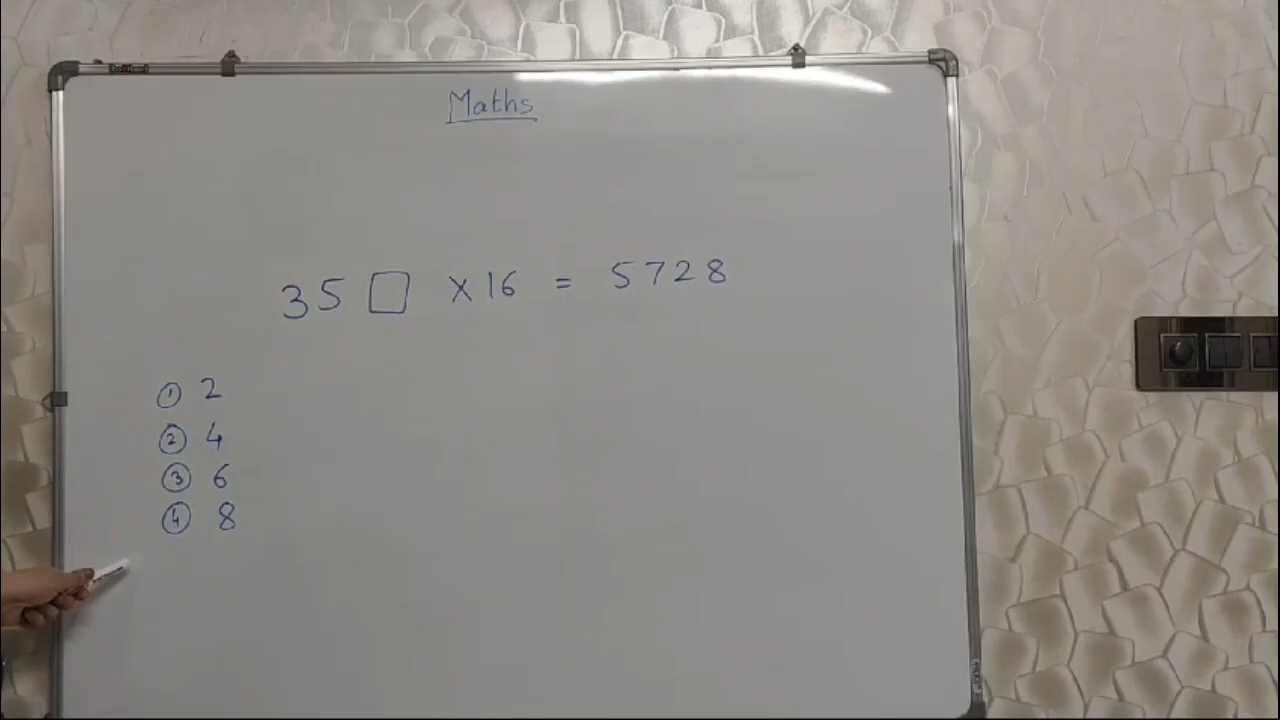 Maths
35 □ × 16 = 5728
① 2
② 4
③ 6
④ 8